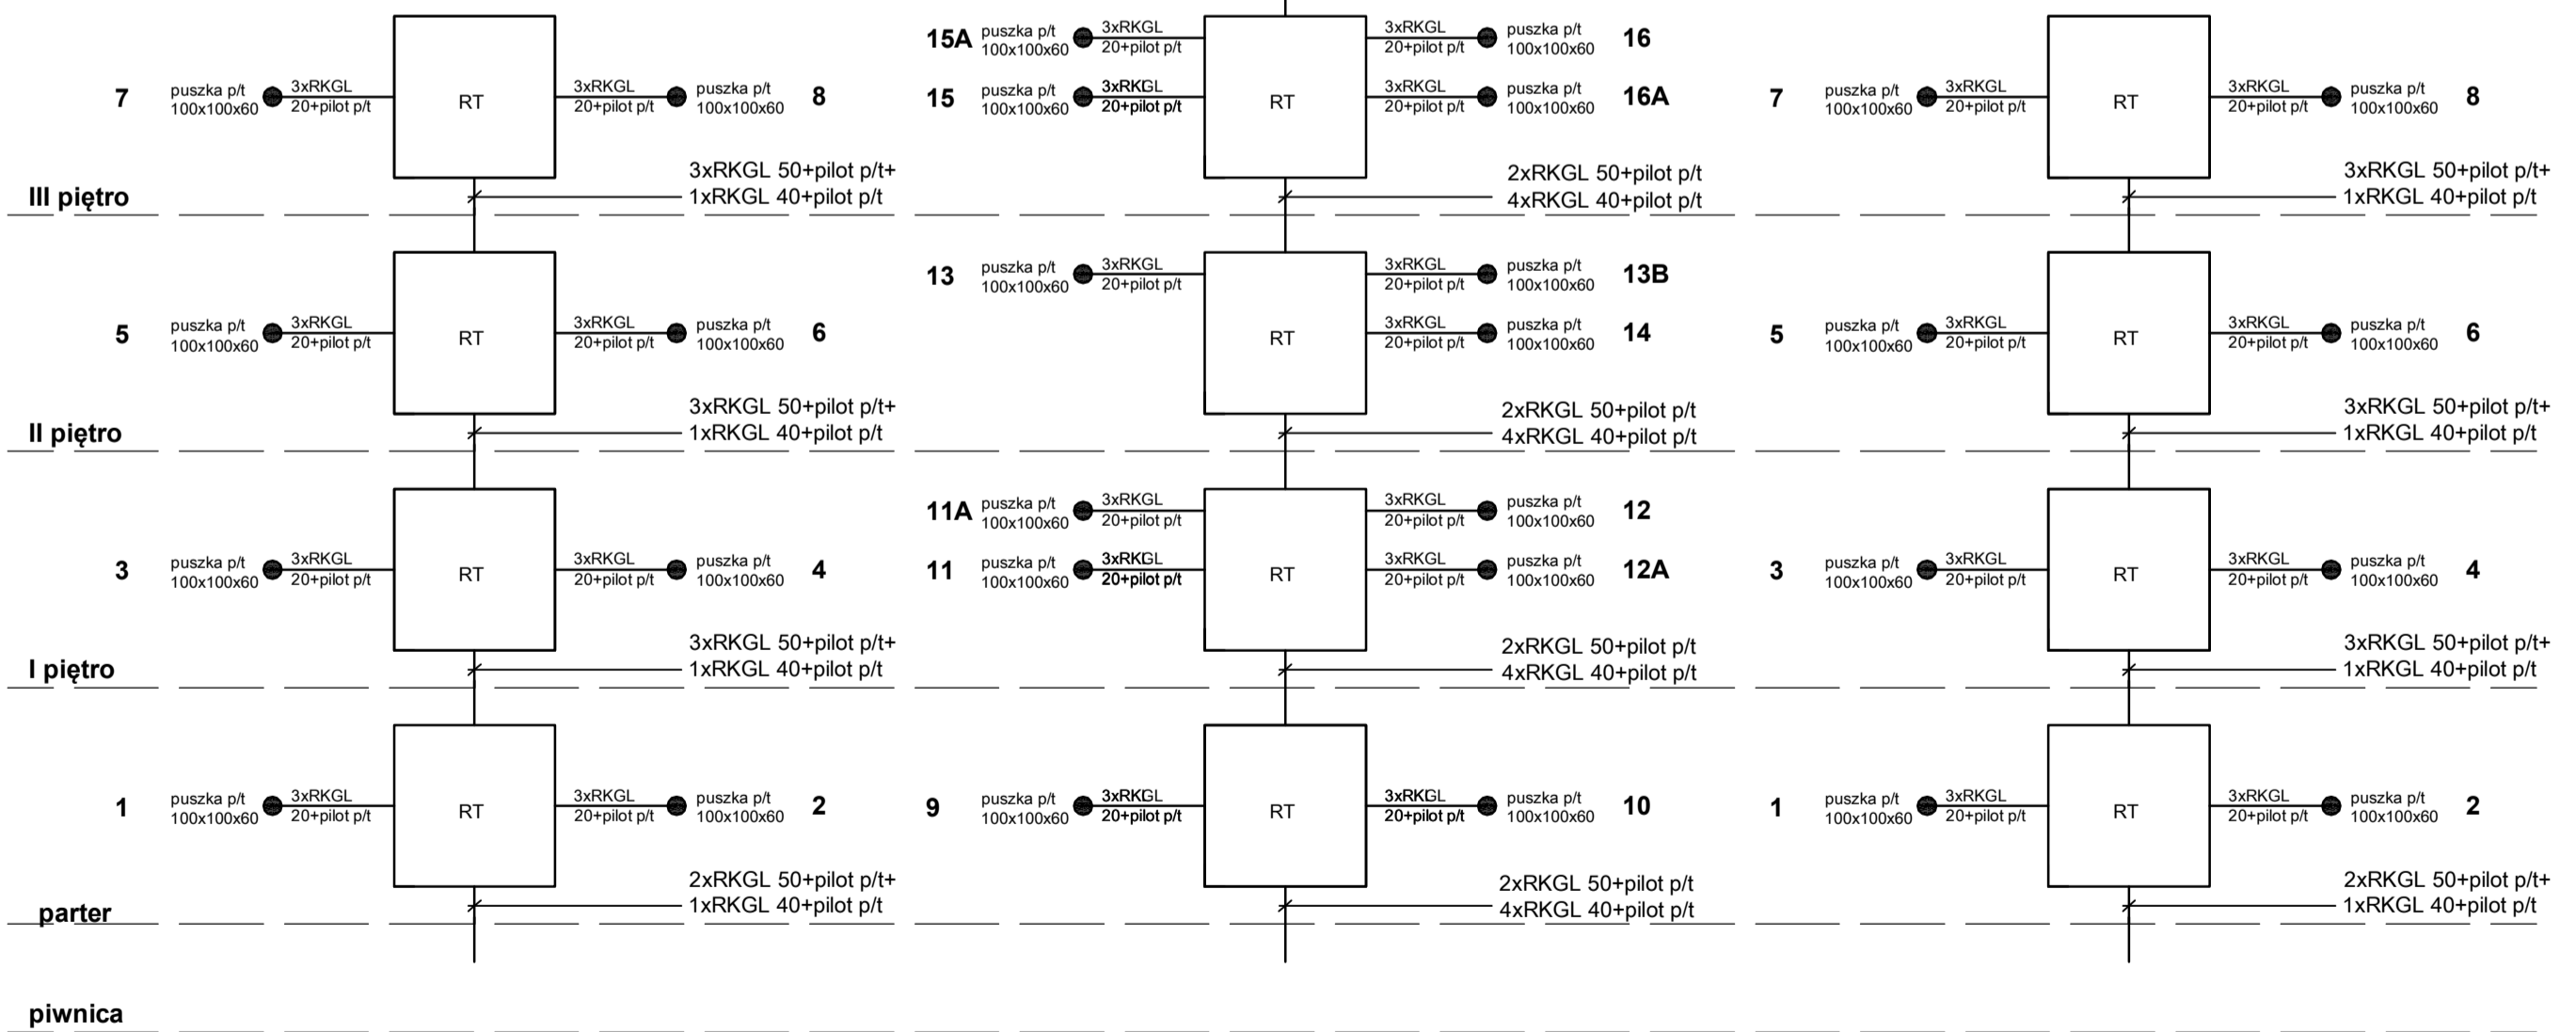 15A puszka p/t 3xRKGL 3xRKGL puszka p/t 16
100x100x60 20+pilot p/t 20+pilot p/t 100x100x60
7 puszka p/t 3xRKGL RT 3xRKGL puszka p/t 8
100x100x60 20+pilot p/t 20+pilot p/t 100x100x60
15 puszka p/t 3xRKGL RT 3xRKGL puszka p/t 16A
100x100x60 20+pilot p/t 20+pilot p/t 100x100x60
7 puszka p/t 3xRKGL RT 3xRKGL puszka p/t 8
100x100x60 20+pilot p/t 20+pilot p/t 100x100x60
3xRKGL 50+pilot p/t+ 2xRKGL 50+pilot p/t 3xRKGL 50+pilot p/t+
III piętro 1xRKGL 40+pilot p/t 4xRKGL 40+pilot p/t 1xRKGL 40+pilot p/t
13 puszka p/t 3xRKGL 3xRKGL puszka p/t 13B
100x100x60 20+pilot p/t 20+pilot p/t 100x100x60
5 puszka p/t 3xRKGL RT 3xRKGL puszka p/t 6
100x100x60 20+pilot p/t 20+pilot p/t 100x100x60
RT 3xRKGL puszka p/t 14
20+pilot p/t 100x100x60
5 puszka p/t 3xRKGL RT 3xRKGL puszka p/t 6
100x100x60 20+pilot p/t 20+pilot p/t 100x100x60
3xRKGL 50+pilot p/t+ 2xRKGL 50+pilot p/t 3xRKGL 50+pilot p/t+
II piętro 1xRKGL 40+pilot p/t 4xRKGL 40+pilot p/t 1xRKGL 40+pilot p/t
11A puszka p/t 3xRKGL 3xRKGL puszka p/t 12
100x100x60 20+pilot p/t 20+pilot p/t 100x100x60
3 puszka p/t 3xRKGL RT 3xRKGL puszka p/t 4
100x100x60 20+pilot p/t 20+pilot p/t 100x100x60
11 puszka p/t 3xRKGL RT 3xRKGL puszka p/t 12A
100x100x60 20+pilot p/t 20+pilot p/t 100x100x60
3 puszka p/t 3xRKGL RT 3xRKGL puszka p/t 4
100x100x60 20+pilot p/t 20+pilot p/t 100x100x60
3xRKGL 50+pilot p/t+ 2xRKGL 50+pilot p/t 3xRKGL 50+pilot p/t+
I piętro 1xRKGL 40+pilot p/t 4xRKGL 40+pilot p/t 1xRKGL 40+pilot p/t
1 puszka p/t 3xRKGL RT 3xRKGL puszka p/t 2
100x100x60 20+pilot p/t 20+pilot p/t 100x100x60
9 puszka p/t 3xRKGL RT 3xRKGL puszka p/t 10
100x100x60 20+pilot p/t 20+pilot p/t 100x100x60
1 puszka p/t 3xRKGL RT 3xRKGL puszka p/t 2
100x100x60 20+pilot p/t 20+pilot p/t 100x100x60
2xRKGL 50+pilot p/t+ 2xRKGL 50+pilot p/t 2xRKGL 50+pilot p/t+
parter 1xRKGL 40+pilot p/t 4xRKGL 40+pilot p/t 1xRKGL 40+pilot p/t
piwnica